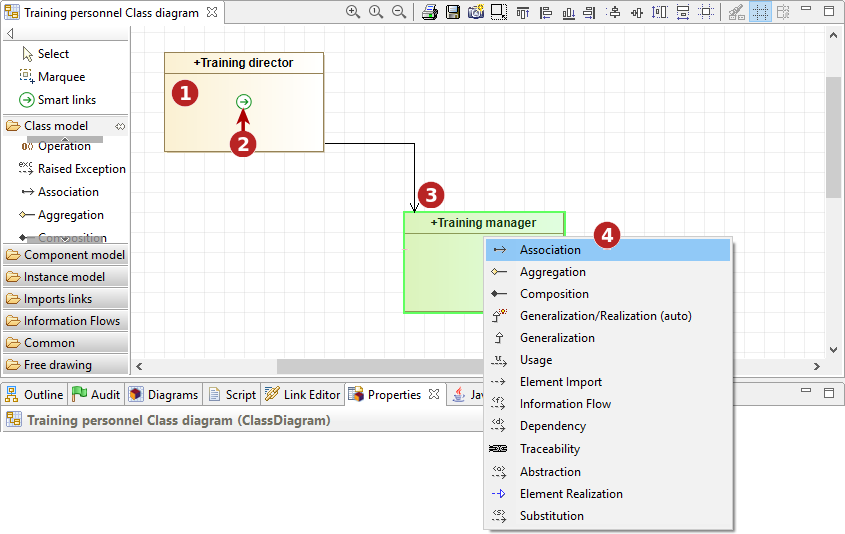 Training personnel Class diagram
Select
Marquee
Smart links
Class model
Operation
Raised Exception
Association
Aggregation
Composition
Component model
Instance model
Imports links
Information Flows
Common
Free drawing
+Training director
1
2
3
+Training manager
4
Association
Aggregation
Composition
Generalization/Realization (auto)
Generalization
Usage
Element Import
Information Flow
Dependency
Traceability
Abstraction
Element Realization
Substitution
Outline Audit Diagrams Script Link Editor Properties Jav
Training personnel Class diagram (ClassDiagram)